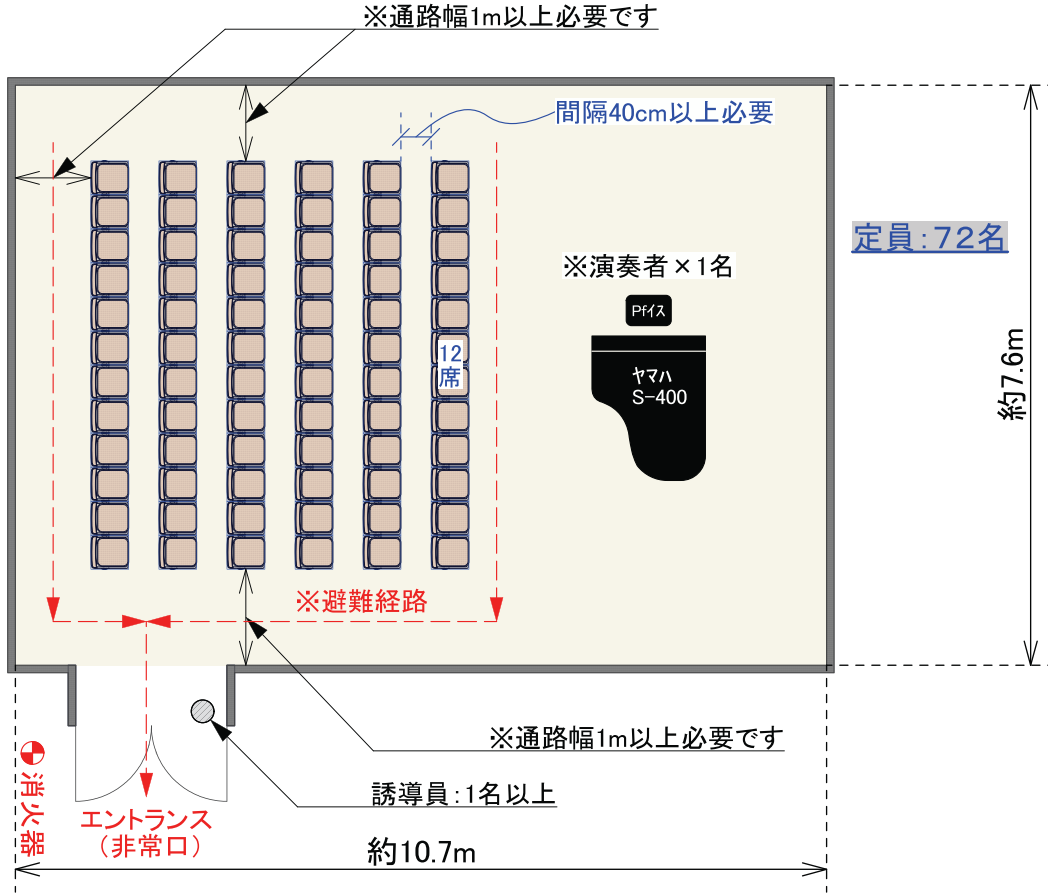 ※通路幅1m以上必要です
間隔40cm以上必要
定員:72名
※演奏者×1名
Pfイス
ヤマハ
S-400
12
席
約7.6m
※避難経路
※通路幅1m以上必要です
誘導員:1名以上
消火器
エントランス
(非常口)
約10.7m